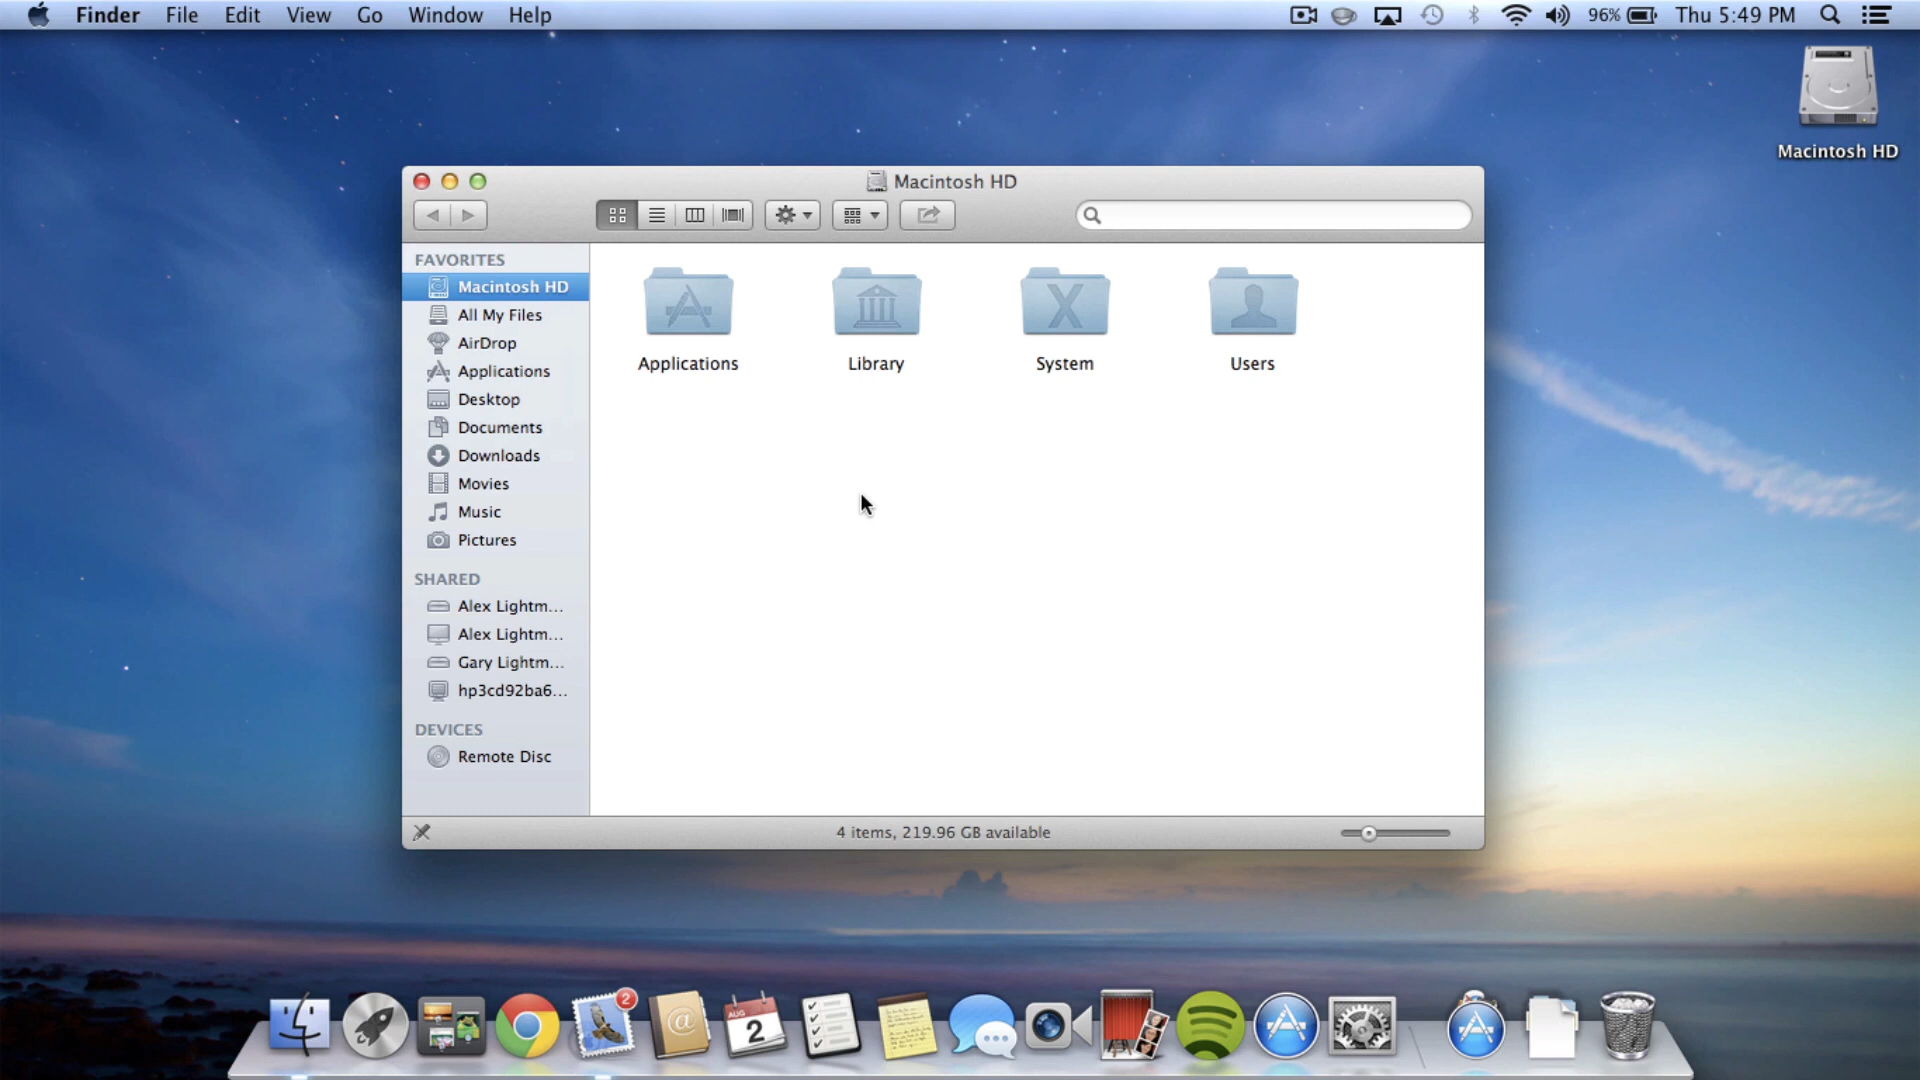 Finder File Edit View Go Window Help 96% Thu 5:49 PM
Macintosh HD
Macintosh HD
FAVORITES
Macintosh HD
All My Files
AirDrop
Applications
Desktop
Documents
Downloads
Movies
Music
Pictures
SHARED
Alex Lightm...
Alex Lightm...
Gary Lightm...
hp3cd92ba6...
DEVICES
Remote Disc
Applications Library System Users
4 items, 219.96 GB available
2
@
AUG
2